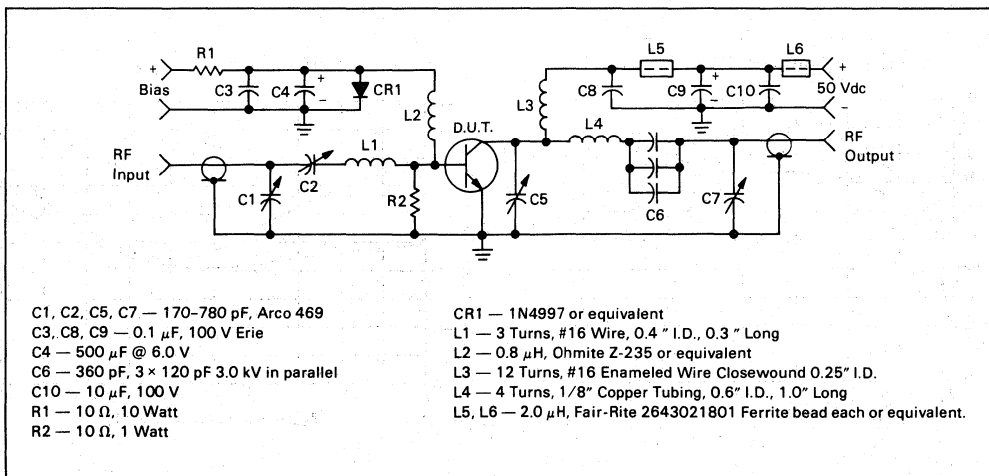 R1
+
Bias
C3
C4
+
–
CR1
L2
L5
L6
+
50 Vdc
–
L3
C8
C9
+
–
C10
D.U.T.
L4
RF
Input
L1
C2
C1
R2
C5
C6
C7
RF
Output
C1, C2, C5, C7 — 170–780 pF, Arco 469
C3, C8, C9 — 0.1 μF, 100 V Erie
C4 — 500 μF @ 6.0 V
C6 — 360 pF, 3 × 120 pF 3.0 kV in parallel
C10 — 10 μF, 100 V
R1 — 10 Ω, 10 Watt
R2 — 10 Ω, 1 Watt
CR1 — 1N4997 or equivalent
L1 — 3 Turns, #16 Wire, 0.4 " I.D., 0.3 " Long
L2 — 0.8 μH, Ohmite Z-235 or equivalent
L3 — 12 Turns, #16 Enameled Wire Closewound 0.25" I.D.
L4 — 4 Turns, 1/8" Copper Tubing, 0.6" I.D., 1.0" Long
L5, L6 — 2.0 μH, Fair-Rite 2643021801 Ferrite bead each or equivalent.